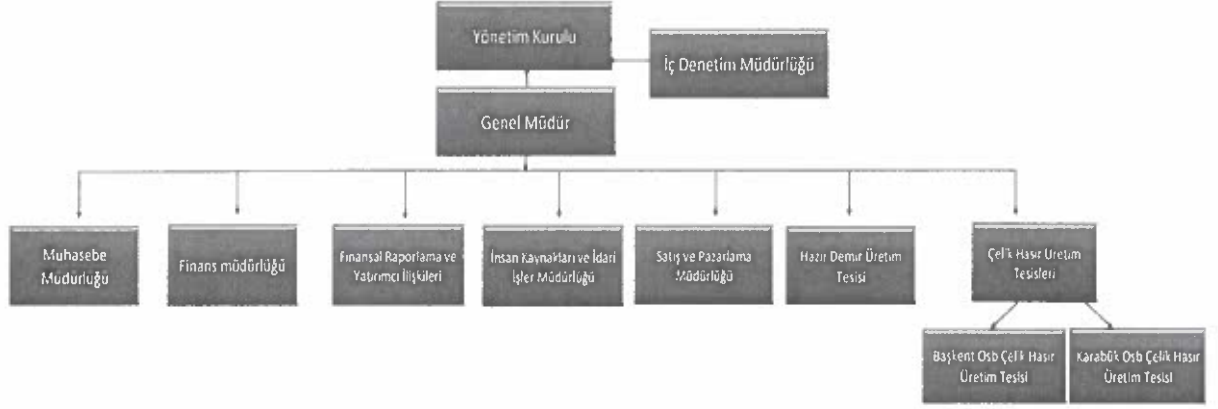 Yönetim Kurulu
İç Denetim Müdürlüğü
Genel Müdür
Muhasebe
Müdürlüğü
Finans müdürlüğü
Finansal Raporlama ve
Yatırımcı İlişkileri
İnsan Kaynakları ve İdari
İşler Müdürlüğü
Satış ve Pazarlama
Müdürlüğü
Hazır Demir Üretim
Tesisi
Çelik Hasır Üretim
Tesisleri
Başkent Osb Çelik Hasır
Üretim Tesisi
Karabük Osb Çelik Hasır
Üretim Tesisi